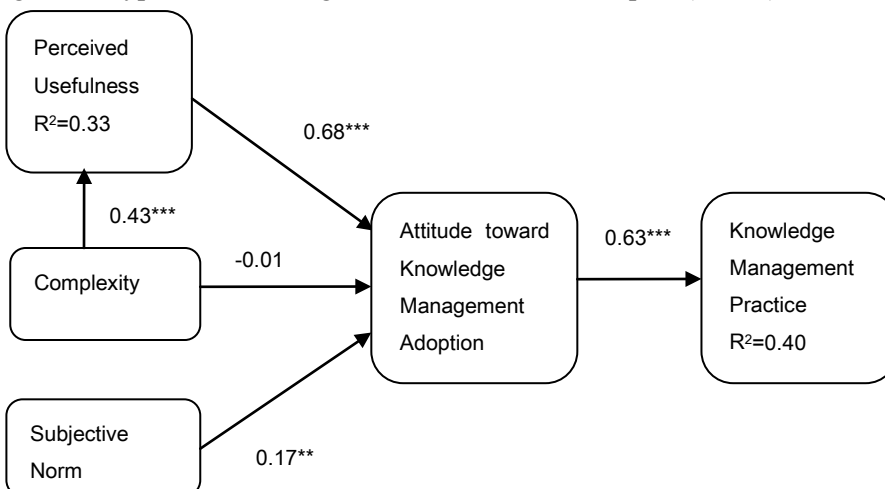 Perceived
Usefulness
R²=0.33
0.68***
0.43***
Complexity
-0.01
Attitude toward
Knowledge
Management
Adoption
0.63***
Knowledge
Management
Practice
R²=0.40
Subjective
Norm
0.17**